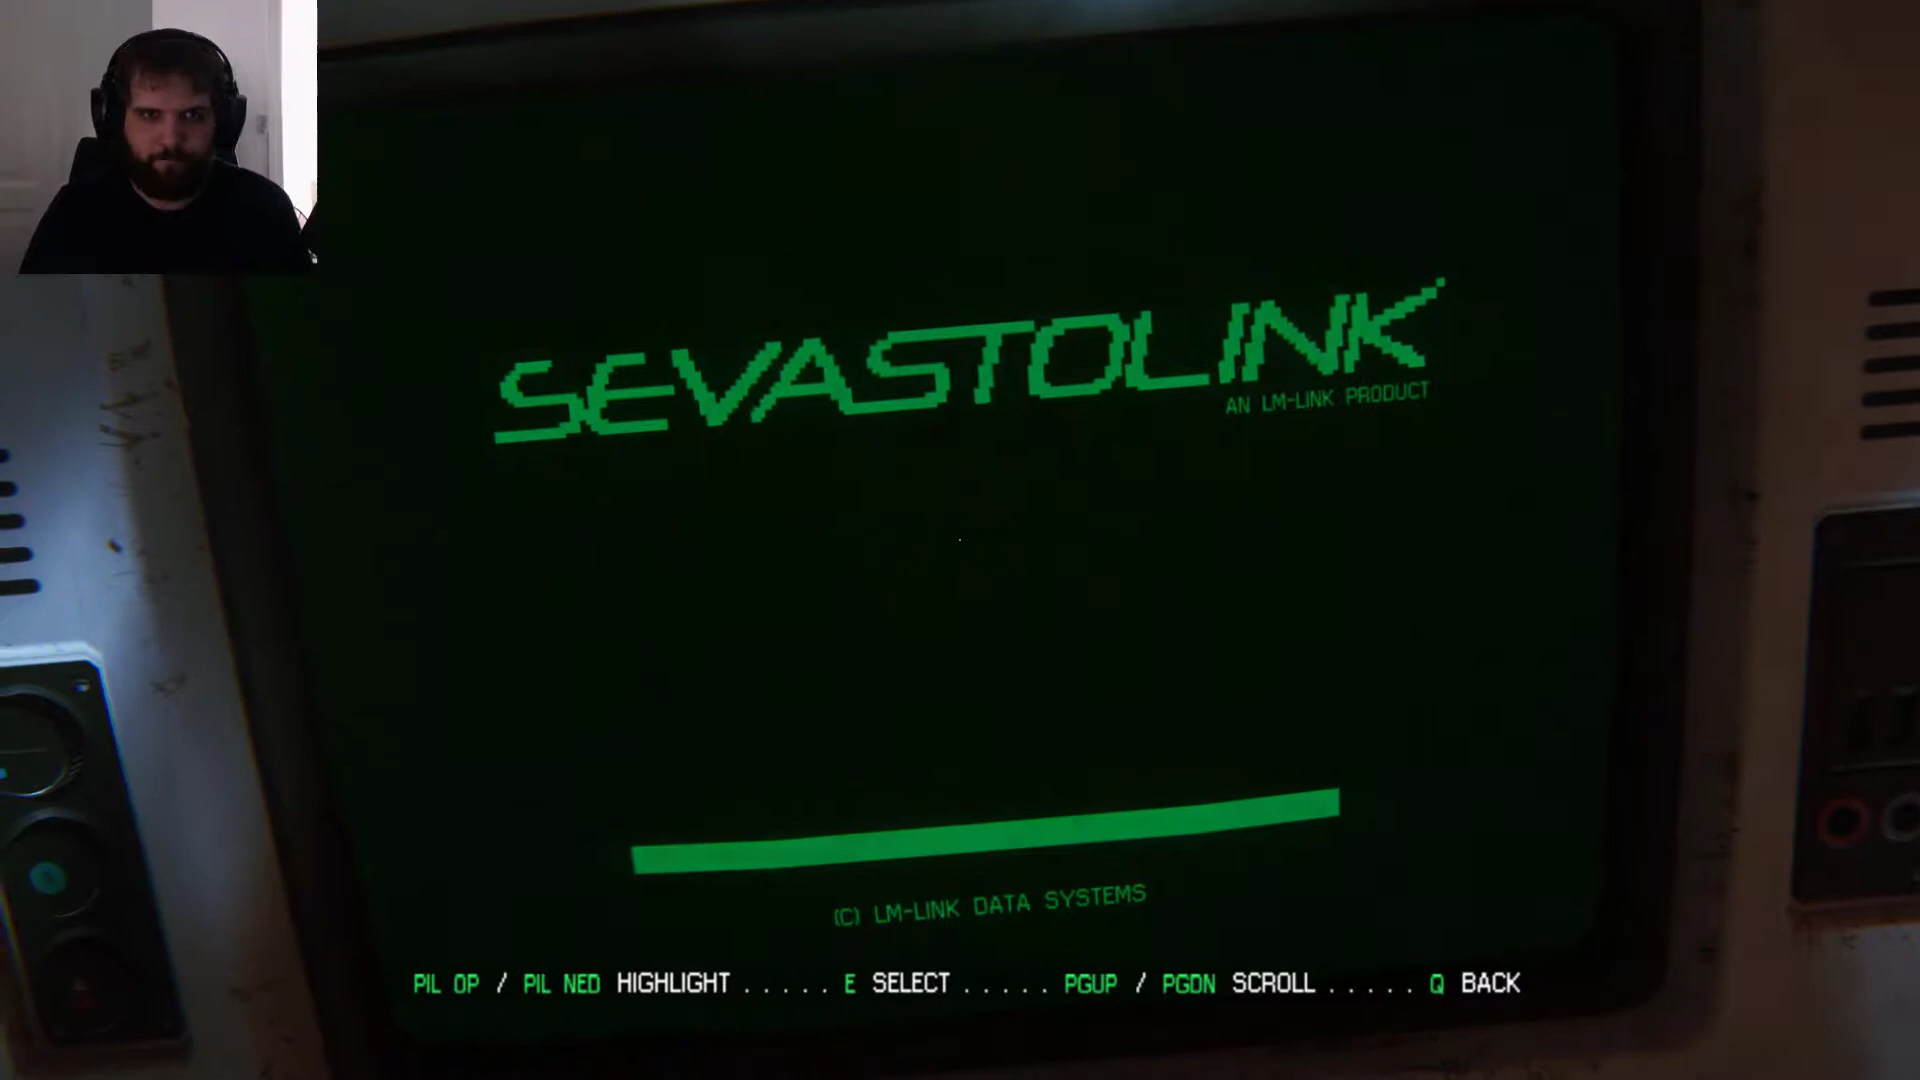 SEVASTOLINK
AN LM-LINK PRODUCT
(C) LM-LINK DATA SYSTEMS
PIL OP / PIL NED HIGHLIGHT ..... E SELECT ..... PGUP / PGDN SCROLL ..... Q BACK